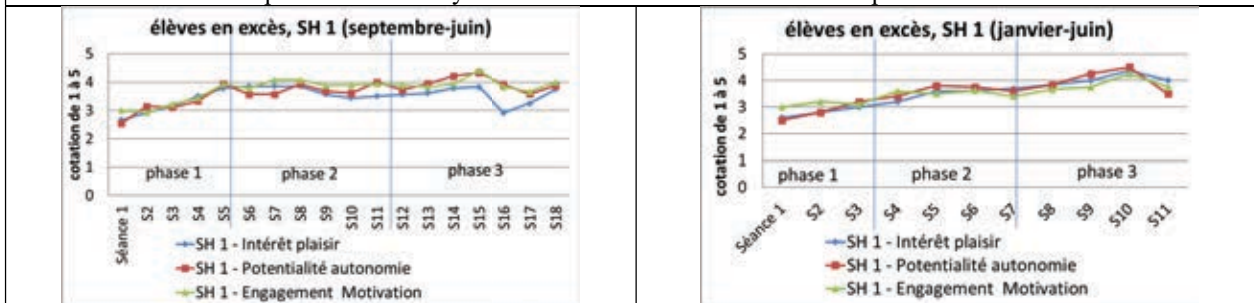 élèves en excès, SH 1 (septembre-juin)
cotation de 1 à 5
5
4
3
2
1
0
phase 1
phase 2
phase 3
Séance 1
S2
S3
S4
S5
S6
S7
S8
S9
S10
S11
S12
S13
S14
S15
S16
S17
S18
SH 1 - Intérêt plaisir
SH 1 - Potentialité autonomie
SH 1 - Engagement Motivation
élèves en excès, SH 1 (janvier-juin)
cotation de 1 à 5
5
4
3
2
1
0
phase 1
phase 2
phase 3
Séance 1
S2
S3
S4
S5
S6
S7
S8
S9
S10
S11
SH 1 - Intérêt plaisir
SH 1 - Potentialité autonomie
SH 1 - Engagement Motivation